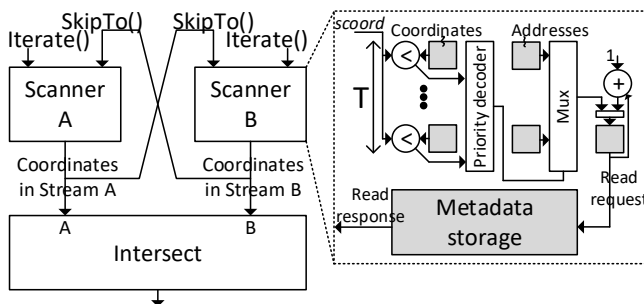 SkipTo()
SkipTo()
Iterate()
Iterate()
Scanner
A
Scanner
B
Coordinates
in Stream A
Coordinates
in Stream B
A
B
Intersect
scoord
Coordinates
Addresses
<
<
T
Priority decoder
Mux
1
+
Read
request
Read
response
Metadata
storage